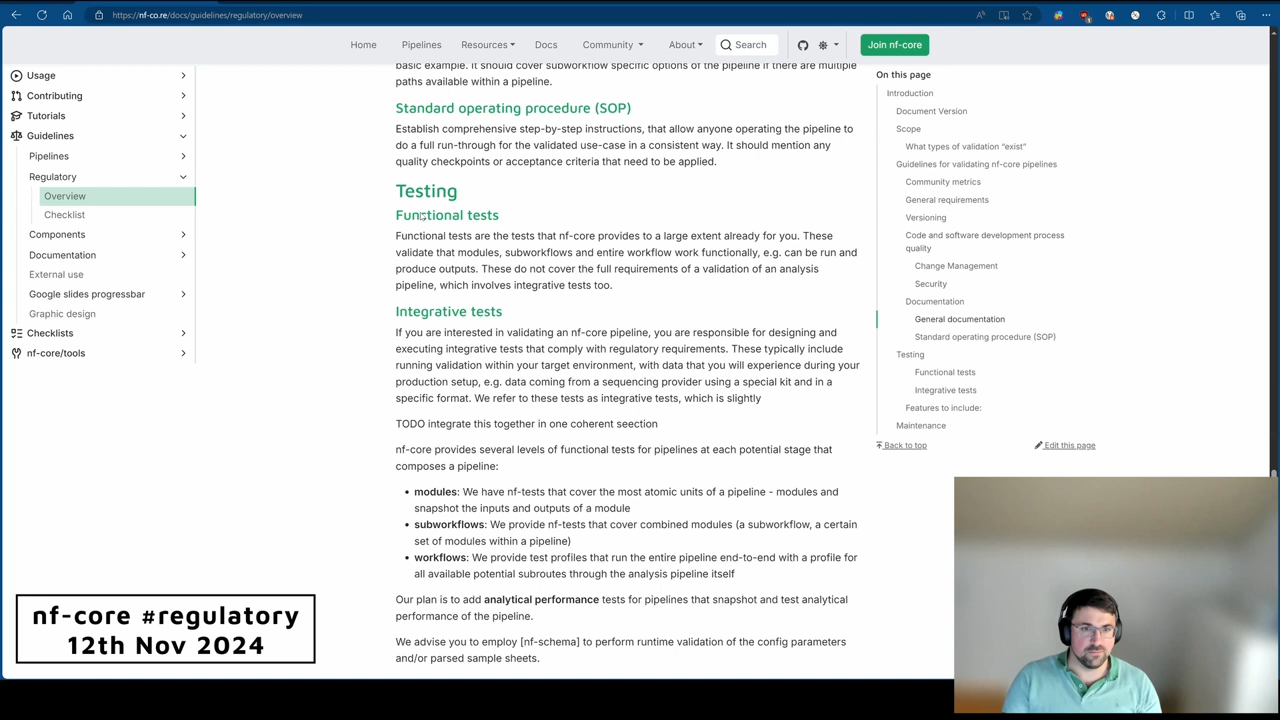 https://nf-co.re/docs/guidelines/regulatory/overview
Home
Pipelines
Resources
Docs
Community
About
Search
Join nf-core
Usage
Contributing
Tutorials
Guidelines
Pipelines
Regulatory
Overview
Checklist
Components
Documentation
External use
Google slides progressbar
Graphic design
Checklists
nf-core/tools
basic example. It should cover subworkflow specific options of the pipeline if there are multiple
paths available within a pipeline.
Standard operating procedure (SOP)
Establish comprehensive step-by-step instructions, that allow anyone operating the pipeline to
do a full run-through for the validated use-case in a consistent way. It should mention any
quality checkpoints or acceptance criteria that need to be applied.
Testing
Functional tests
Functional tests are the tests that nf-core provides to a large extent already for you. These
validate that modules, subworkflows and entire workflow work functionally, e.g. can be run and
produce outputs. These do not cover the full requirements of a validation of an analysis
pipeline, which involves integrative tests too.
Integrative tests
If you are interested in validating an nf-core pipeline, you are responsible for designing and
executing integrative tests that comply with regulatory requirements. These typically include
running validation within your target environment, with data that you will experience during your
production setup, e.g. data coming from a sequencing provider using a special kit and in a
specific format. We refer to these tests as integrative tests, which is slightly
TODO integrate this together in one coherent seection
nf-core provides several levels of functional tests for pipelines at each potential stage that
composes a pipeline:
• modules: We have nf-tests that cover the most atomic units of a pipeline - modules and
snapshot the inputs and outputs of a module
• subworkflows: We provide nf-tests that cover combined modules (a subworkflow, a certain
set of modules within a pipeline)
• workflows: We provide test profiles that run the entire pipeline end-to-end with a profile for
all available potential subroutes through the analysis pipeline itself
Our plan is to add analytical performance tests for pipelines that snapshot and test analytical
performance of the pipeline.
We advise you to employ [nf-schema] to perform runtime validation of the config parameters
and/or parsed sample sheets.
On this page
Introduction
Document Version
Scope
What types of validation “exist”
Guidelines for validating nf-core pipelines
Community metrics
General requirements
Versioning
Code and software development process
quality
Change Management
Security
Documentation
General documentation
Standard operating procedure (SOP)
Testing
Functional tests
Integrative tests
Features to include:
Maintenance
Back to top
Edit this page
nf-core #regulatory
12th Nov 2024